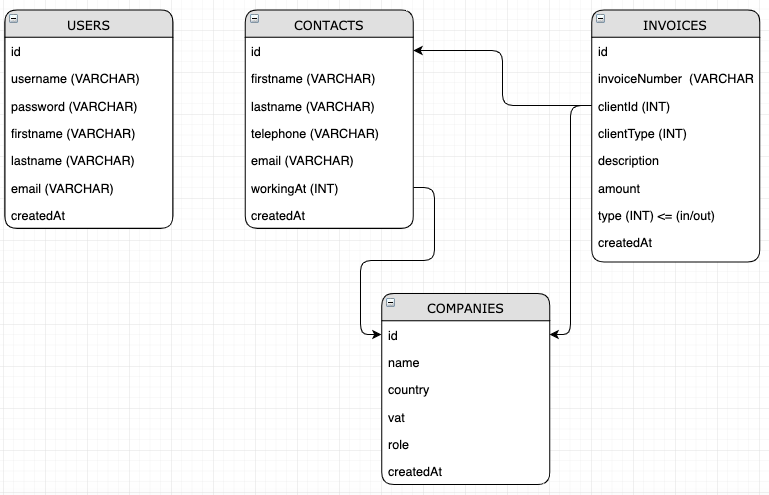 USERS
id
username (VARCHAR)
password (VARCHAR)
firstname (VARCHAR)
lastname (VARCHAR)
email (VARCHAR)
createdAt
CONTACTS
id
firstname (VARCHAR)
lastname (VARCHAR)
telephone (VARCHAR)
email (VARCHAR)
workingAt (INT)
createdAt
INVOICES
id
invoiceNumber (VARCHAR
clientId (INT)
clientType (INT)
description
amount
type (INT) <= (in/out)
createdAt
COMPANIES
id
name
country
vat
role
createdAt